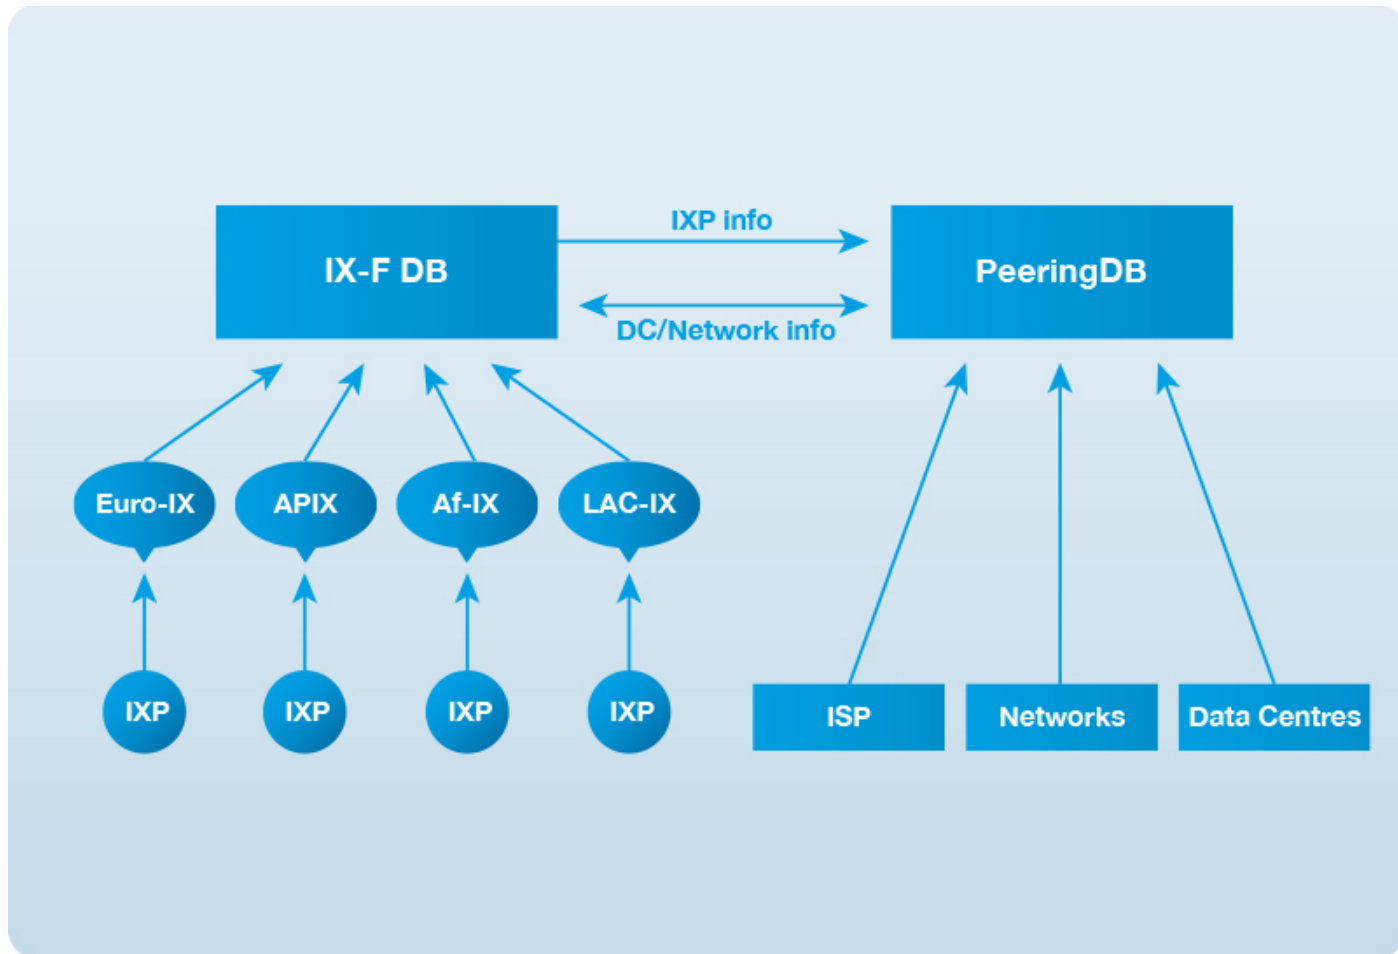 IXP info
IX-F DB
PeeringDB
DC/Network info
Euro-IX
APIX
Af-IX
LAC-IX
IXP
IXP
IXP
IXP
ISP
Networks
Data Centres